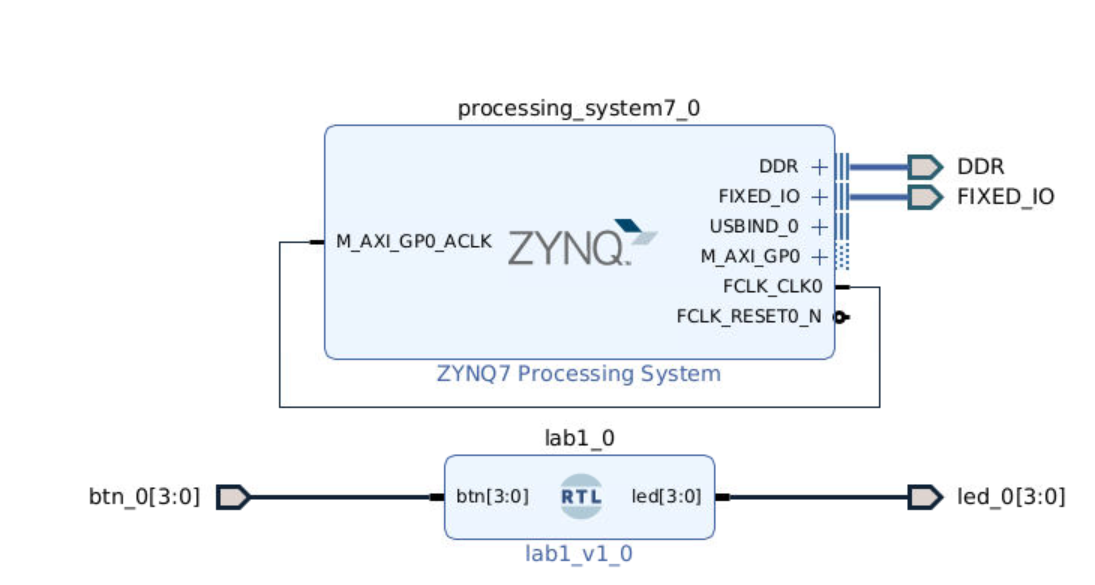 processing_system7_0
DDR
FIXED_IO
USBIND_0
M_AXI_GP0
FCLK_CLK0
FCLK_RESET0_N
M_AXI_GP0_ACLK
ZYNQ
DDR
FIXED_IO
ZYNQ7 Processing System
lab1_0
btn_0[3:0]
btn[3:0]
RTL
led[3:0]
led_0[3:0]
lab1_v1_0